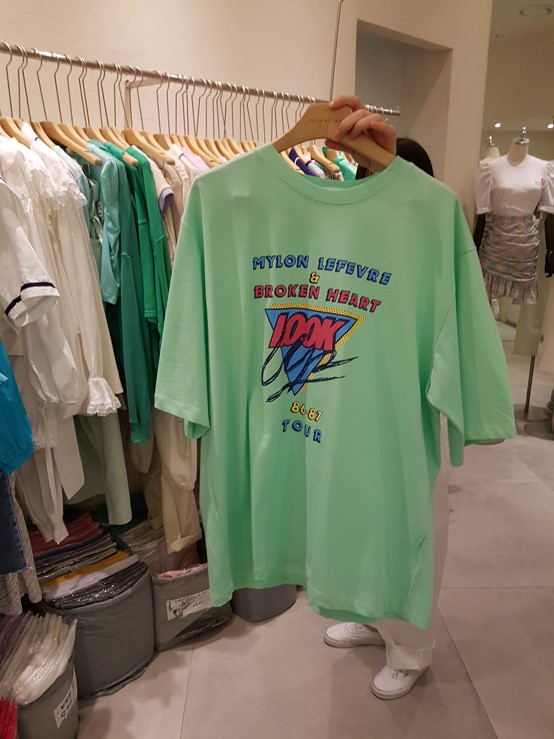 MYLON LEFEVRE
&
BROKEN HEART
LOOK
UP
86-87
TOUR